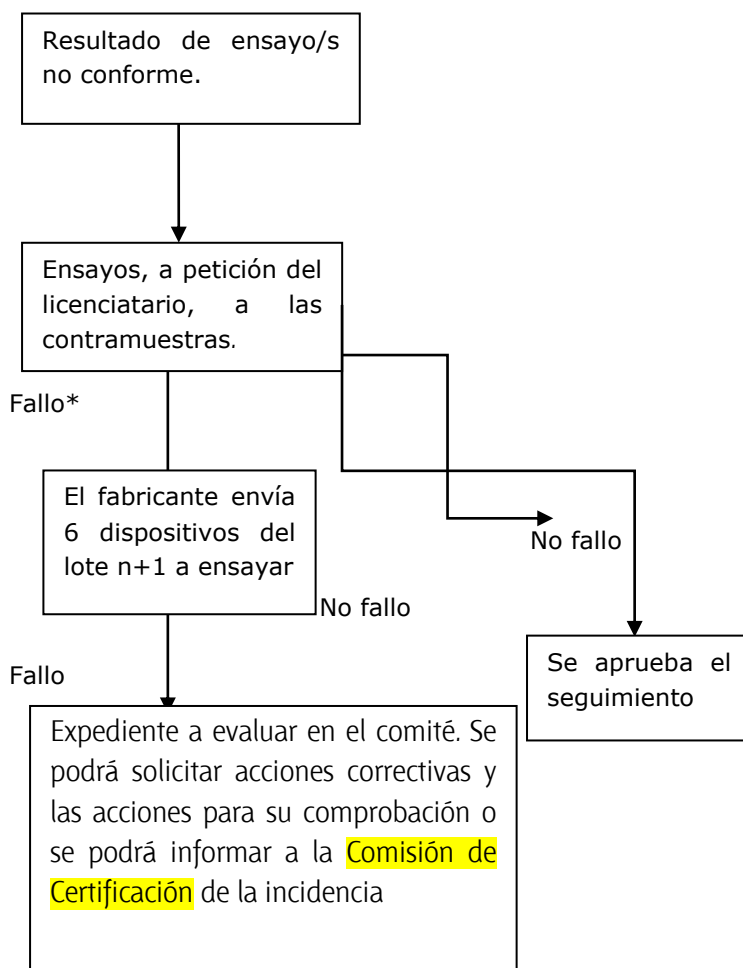 Resultado de ensayo/s
no conforme.
Ensayos, a petición del
licenciatario, a las
contramuestras.
Fallo*
El fabricante envía
6 dispositivos del
lote n+1 a ensayar
No fallo
No fallo
Fallo
Se aprueba el
seguimiento
Expediente a evaluar en el comité. Se
podrá solicitar acciones correctivas y
las acciones para su comprobación o
se podrá informar a la Comisión de
Certificación de la incidencia